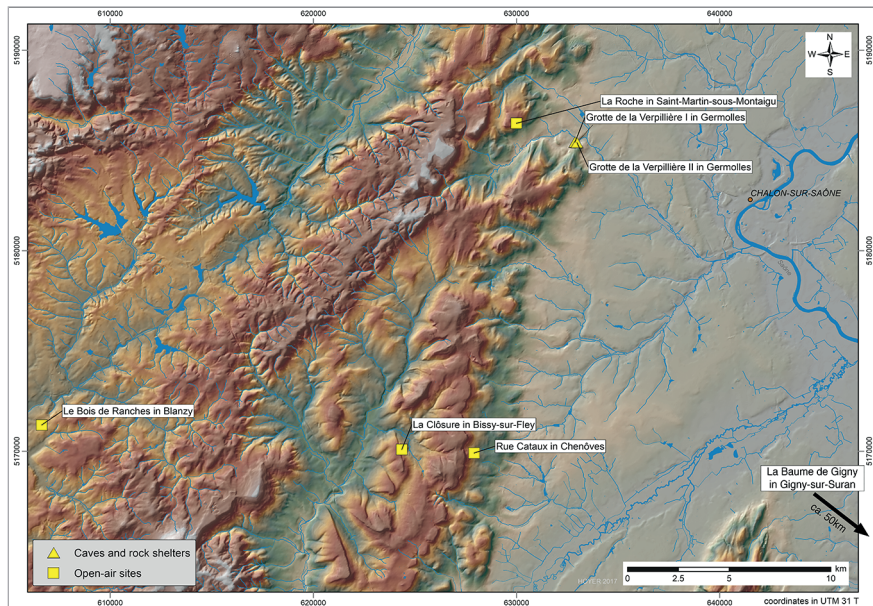 610000 620000 630000 640000
5190000 5190000
N
W E
S
La Roche in Saint-Martin-sous-Montaigu
Grotte de la Verpillière I in Germolles
Grotte de la Verpillière II in Germolles
CHALON-SUR-SAÔNE
5180000 5180000
Le Bois de Ranches in Blanzy
La Clôsure in Bissy-sur-Fley
Rue Cataux in Chenôves
5170000 5170000
La Baume de Gigny
in Gigny-sur-Suran
ca. 50km
Caves and rock shelters
Open-air sites
km
0 2.5 5 10
HOYER 2017
610000 620000 630000 640000
coordinates in UTM 31 T